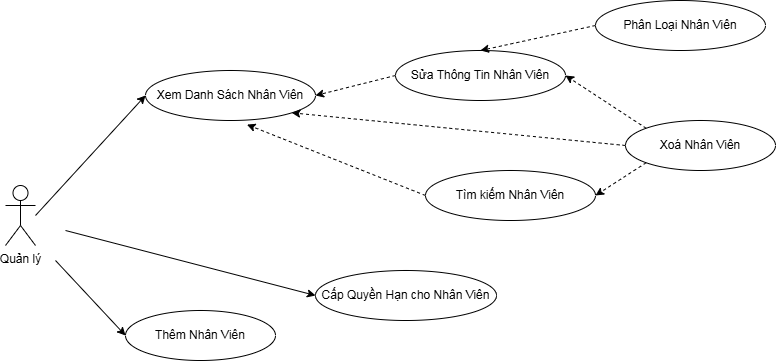 Phân Loại Nhân Viên
Sửa Thông Tin Nhân Viên
Xem Danh Sách Nhân Viên
Xoá Nhân Viên
Tìm kiếm Nhân Viên
Quản lý
Cấp Quyền Hạn cho Nhân Viên
Thêm Nhân Viên